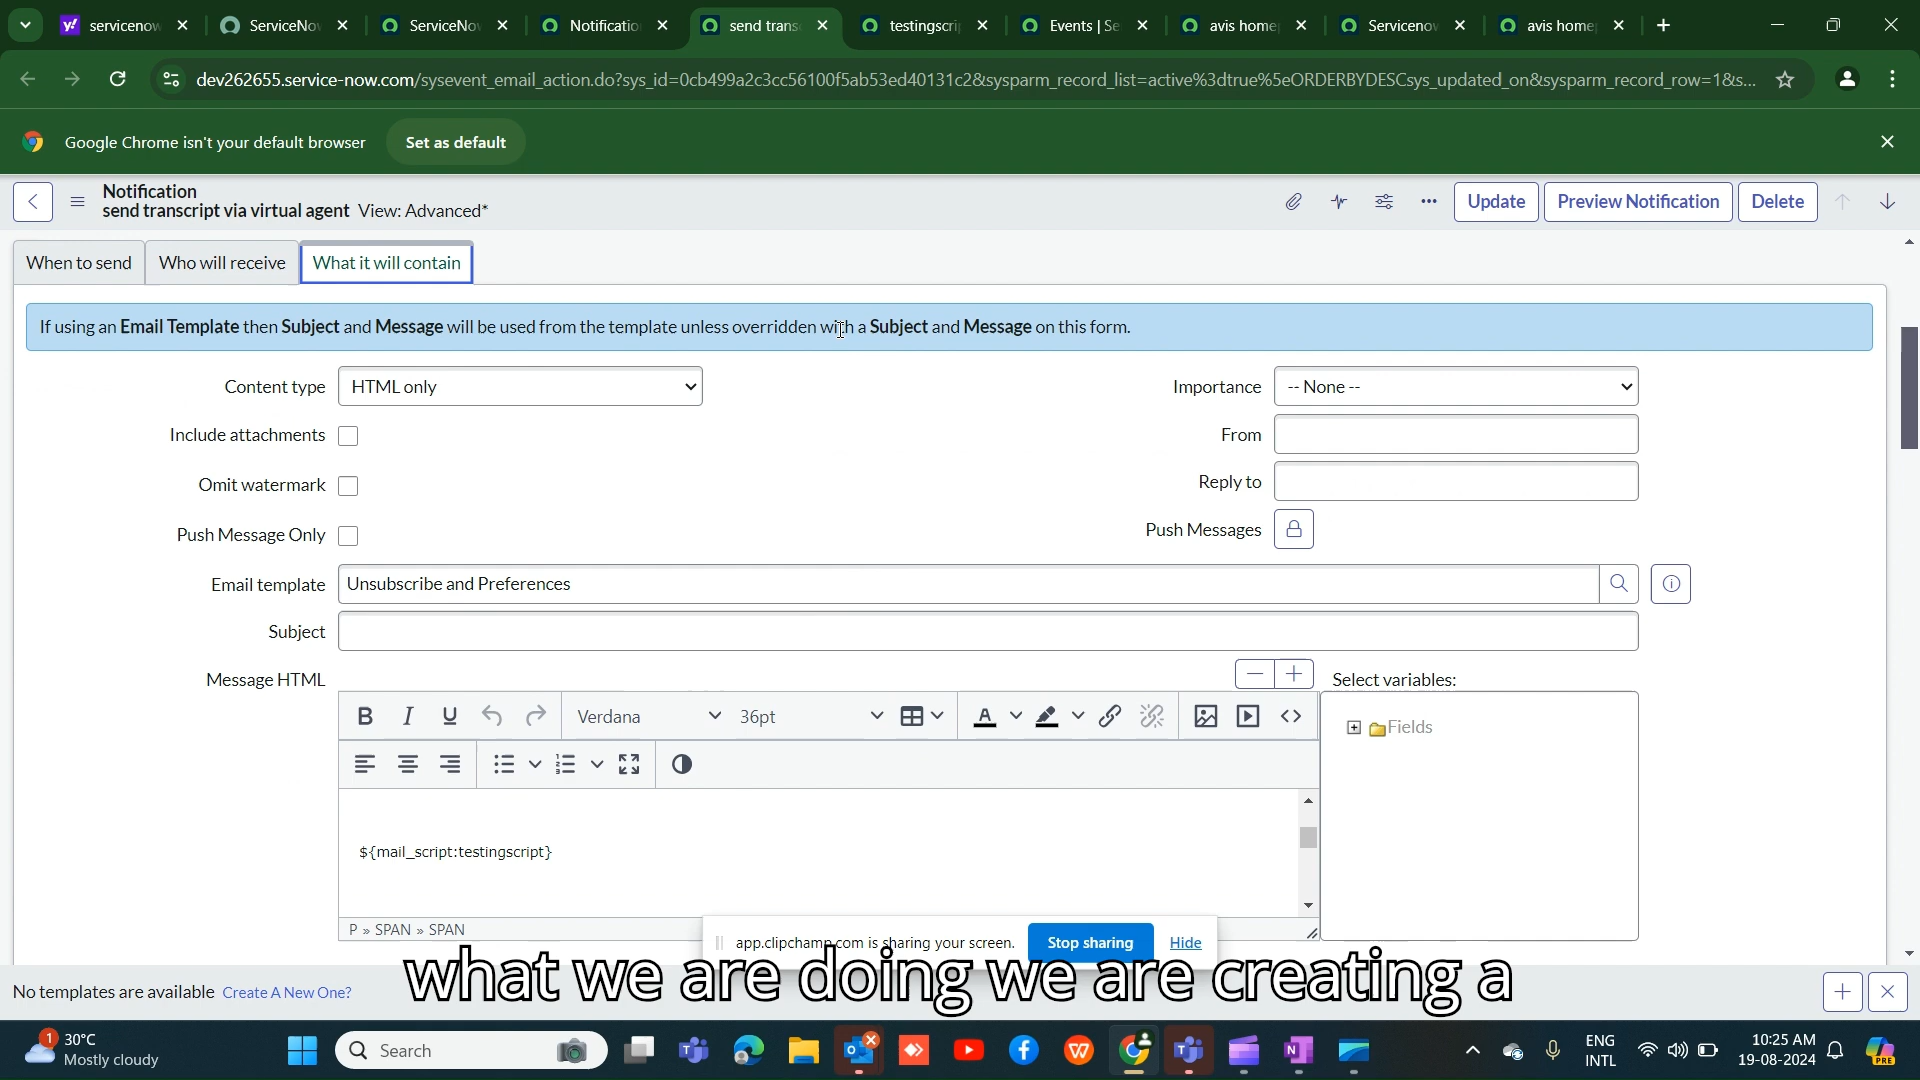 servicenow
ServiceNo
ServiceNo
Notificatio
send trans
testingscri
Events | Se
avis home
Servicenov
avis home
dev262655.service-now.com/sysevent_email_action.do?sys_id=0cb499a2c3cc56100f5ab53ed40131c2&sysparm_record_list=active%3dtrue%5eORDERBYDESCsys_updated_on&sysparm_record_row=1&s...
Google Chrome isn't your default browser
Set as default
Notification
send transcript via virtual agent View: Advanced*
Update
Preview Notification
Delete
When to send
Who will receive
What it will contain
If using an Email Template then Subject and Message will be used from the template unless overridden with a Subject and Message on this form.
Content type
HTML only
Importance
-- None --
Include attachments
From
Omit watermark
Reply to
Push Message Only
Push Messages
Email template
Unsubscribe and Preferences
Subject
Message HTML
Select variables:
Verdana
36pt
Fields
${mail_script:testingscript}
P » SPAN » SPAN
app.clipchamp.com is sharing your screen.
Stop sharing
Hide
what we are doing we are creating a
No templates are available Create A New One?
1
30°C
Mostly cloudy
Search
ENG
INTL
10:25 AM
19-08-2024
PRE